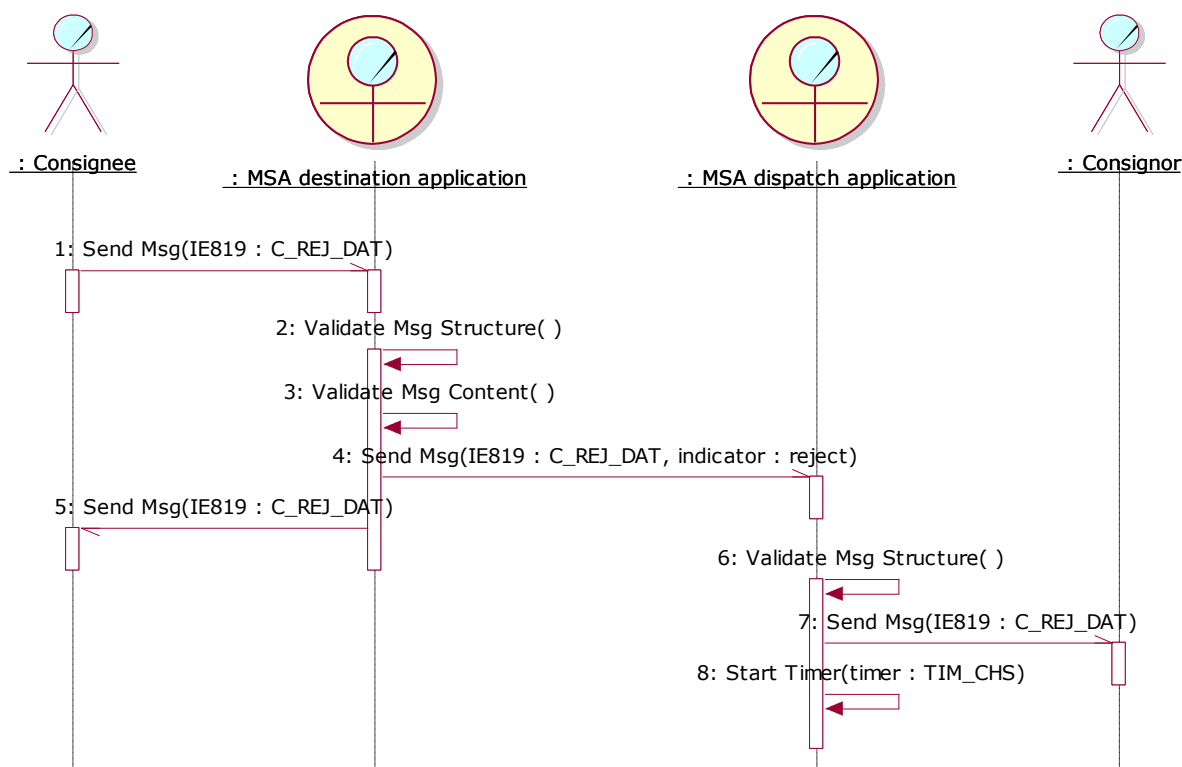 : Consignee
: MSA destination application
: MSA dispatch application
: Consignor
1: Send Msg(IE819 : C_REJ_DAT)
2: Validate Msg Structure( )
3: Validate Msg Content( )
4: Send Msg(IE819 : C_REJ_DAT, indicator : reject)
5: Send Msg(IE819 : C_REJ_DAT)
6: Validate Msg Structure( )
7: Send Msg(IE819 : C_REJ_DAT)
8: Start Timer(timer : TIM_CHS)